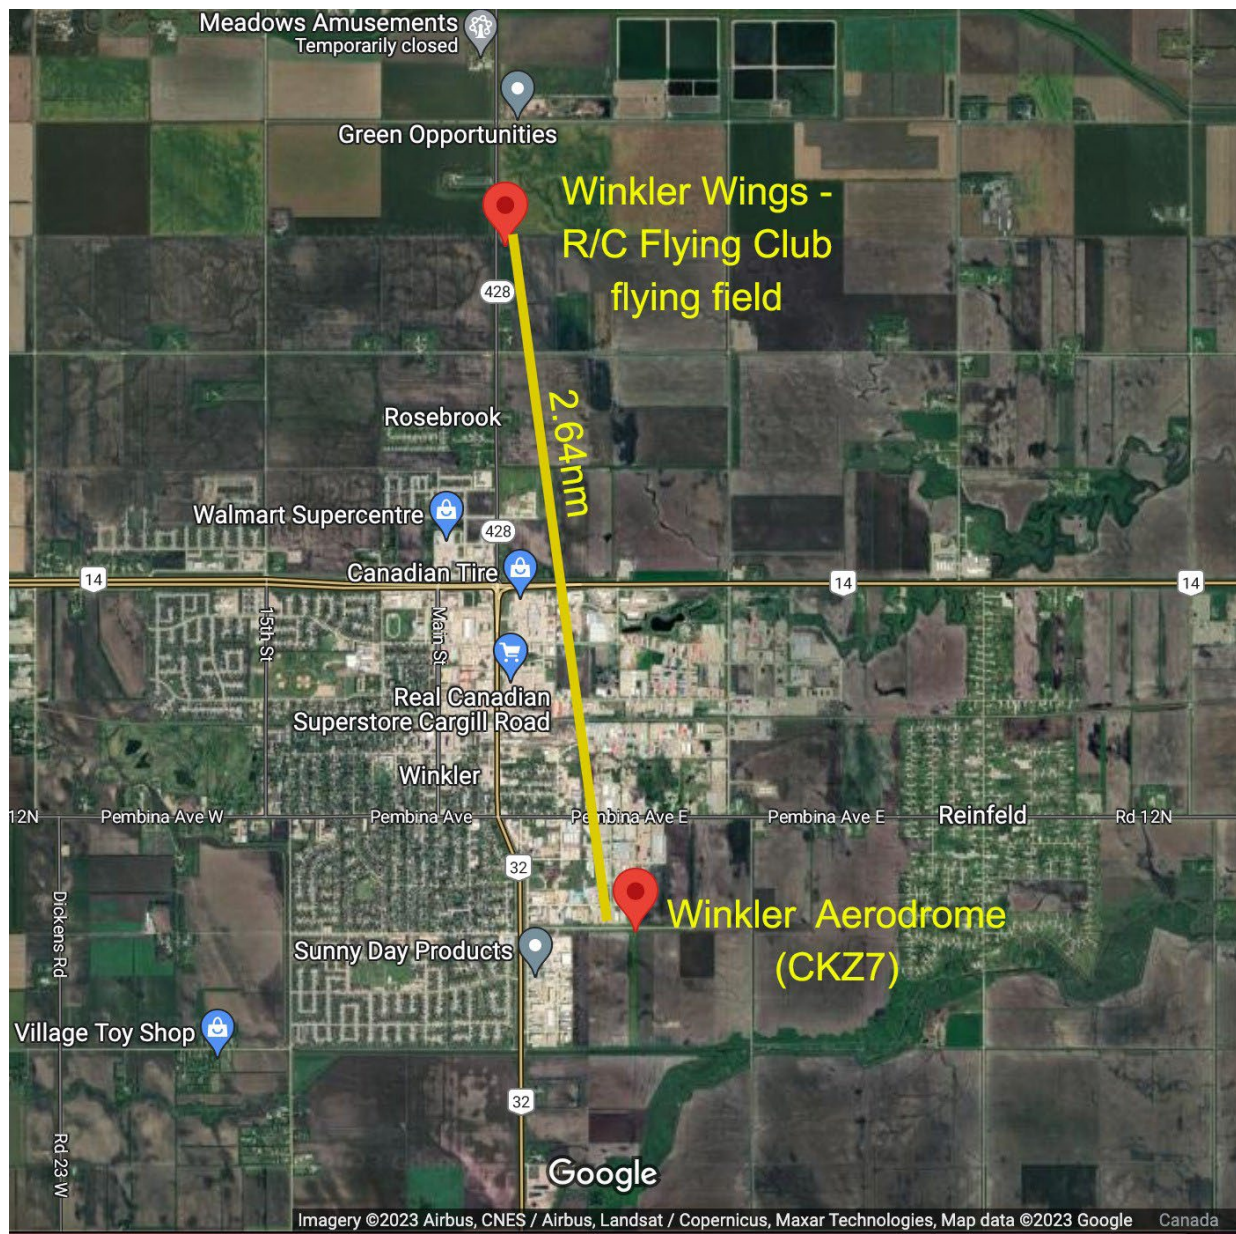 Meadows Amusements
Temporarily closed
Green Opportunities
Winkler Wings -
R/C Flying Club
flying field
428
2.64nm
Rosebrook
Walmart Supercentre
428
Canadian Tire
14
14
14
15th St
Main St
Real Canadian
Superstore Cargill Road
Winkler
12N
Pembina Ave W
Pembina Ave
Pembina Ave E
Pembina Ave E
Reinfeld
Rd 12N
32
Dickens Rd
Winkler Aerodrome
(CKZ7)
Sunny Day Products
Village Toy Shop
32
Rd 23 W
Google
Imagery ©2023 Airbus, CNES / Airbus, Landsat / Copernicus, Maxar Technologies, Map data ©2023 Google Canada